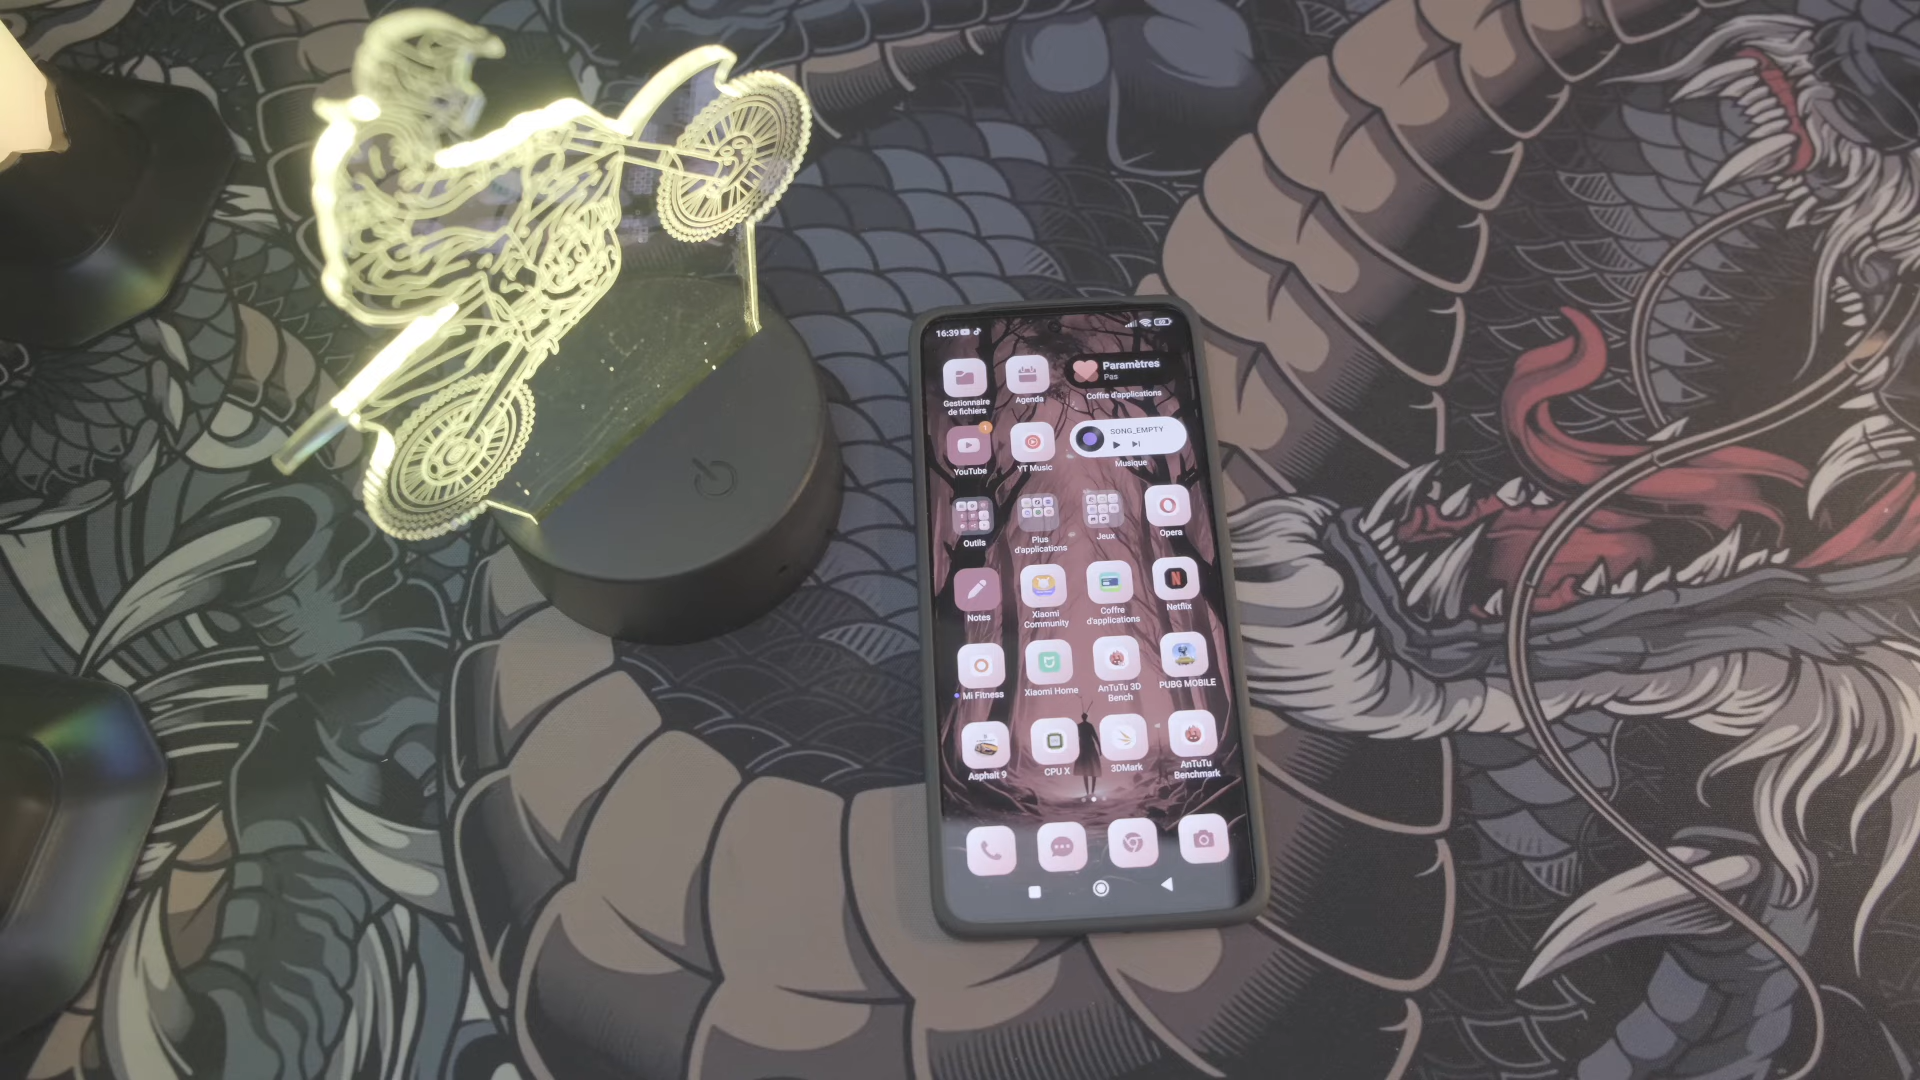 16:39
Paramètres
Pas
Gestionnaire
de fichiers
Agenda
Coffre d'applications
1
SONG_EMPTY
YouTube
YT Music
Musique
Outils
Plus
d'applications
Jeux
Opera
Notes
Xiaomi
Community
Coffre
d'applications
N
Netflix
Mi Fitness
Xiaomi Home
AnTuTu 3D
Bench
PUBG MOBILE
Asphalt 9
CPU X
3DMark
AnTuTu
Benchmark